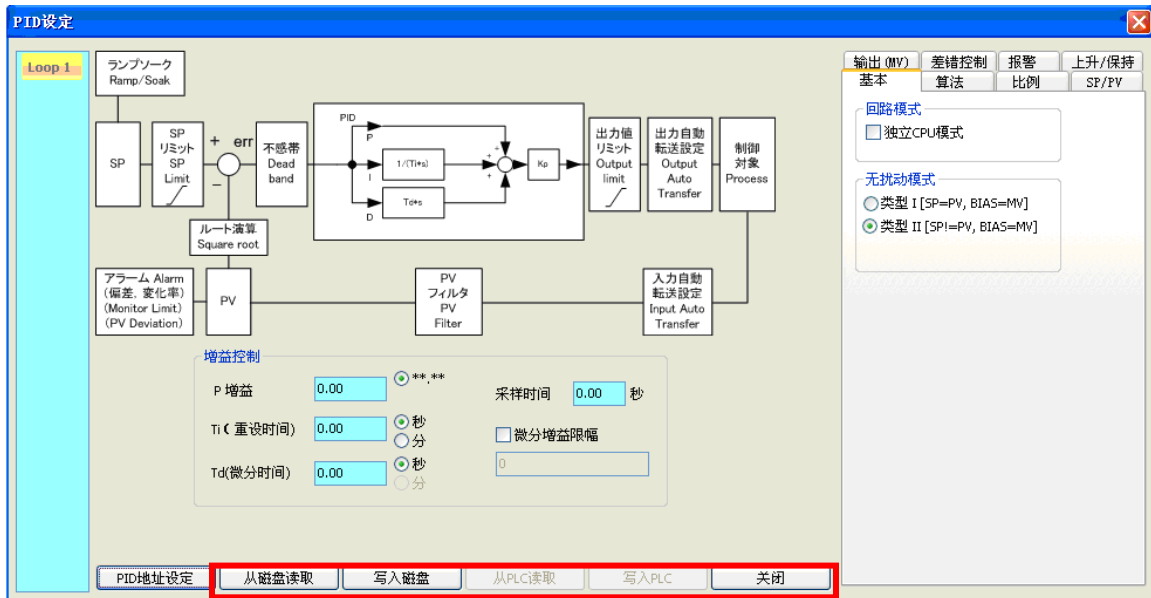 PID设定
Loop 1
ランプソーク
Ramp/Soak
SP
SP
リミット
SP
Limit
+
err
−
不感帯
Dead
band
PID
P
I
D
1/(Ti*s)
Td*s
+
+
+
Kp
出力値
リミット
Output
limit
出力自動
転送設定
Output
Auto
Transfer
制御
対象
Process
ルート演算
Square root
アラーム Alarm
(偏差, 変化率)
(Monitor Limit)
(PV Deviation)
PV
PV
フィルタ
PV
Filter
入力自動
転送設定
Input Auto
Transfer
增益控制
P 增益
0.00
**.**
采样时间
0.00
秒
Ti( 重设时间)
0.00
秒
分
微分增益限幅
Td(微分时间)
0.00
秒
分
0
PID地址设定
从磁盘读取
写入磁盘
从PLC读取
写入PLC
关闭
输出(MV)
差错控制
报警
上升/保持
基本
算法
比例
SP/PV
回路模式
独立CPU模式
无扰动模式
类型 I [SP=PV, BIAS=MV]
类型 II [SP!=PV, BIAS=MV]